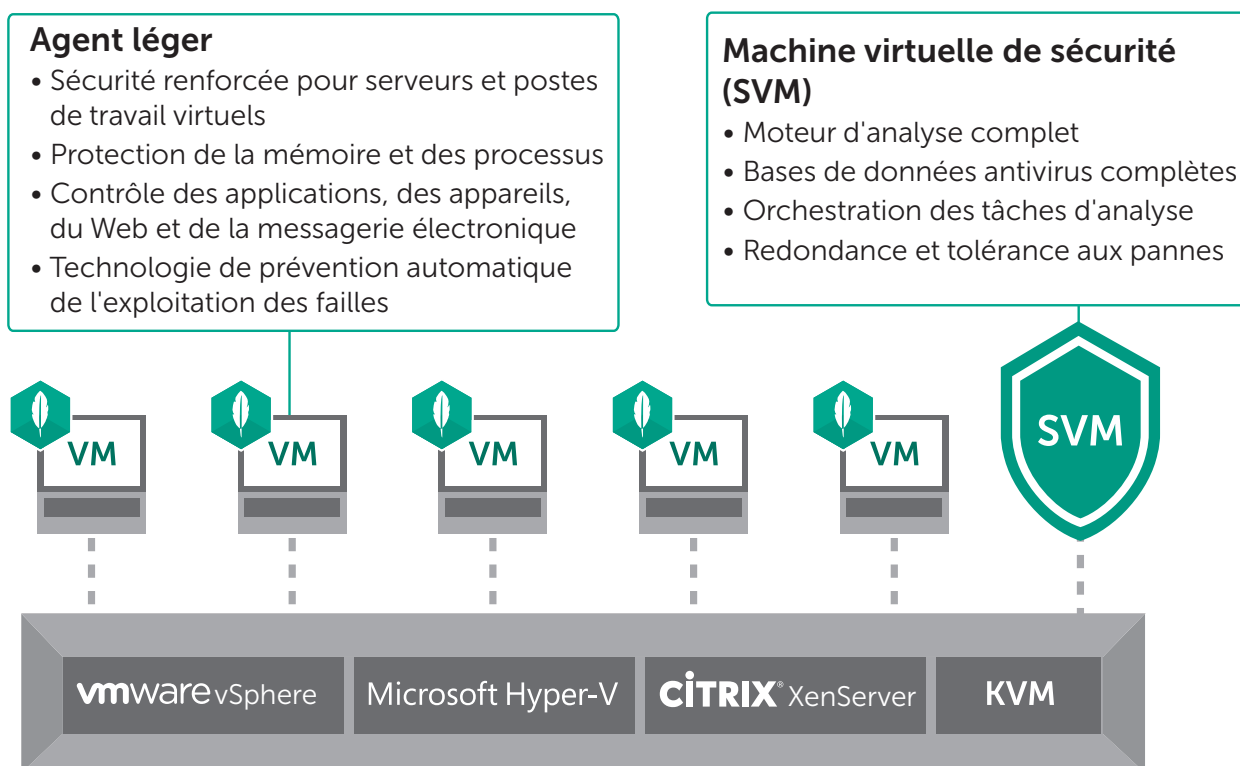 Agent léger
• Sécurité renforcée pour serveurs et postes
de travail virtuels
• Protection de la mémoire et des processus
• Contrôle des applications, des appareils,
du Web et de la messagerie électronique
• Technologie de prévention automatique
de l'exploitation des failles
Machine virtuelle de sécurité
(SVM)
• Moteur d'analyse complet
• Bases de données antivirus complètes
• Orchestration des tâches d'analyse
• Redondance et tolérance aux pannes
VM
VM
VM
VM
VM
SVM
vmware vSphere
Microsoft Hyper-V
CİTRIX® XenServer
KVM